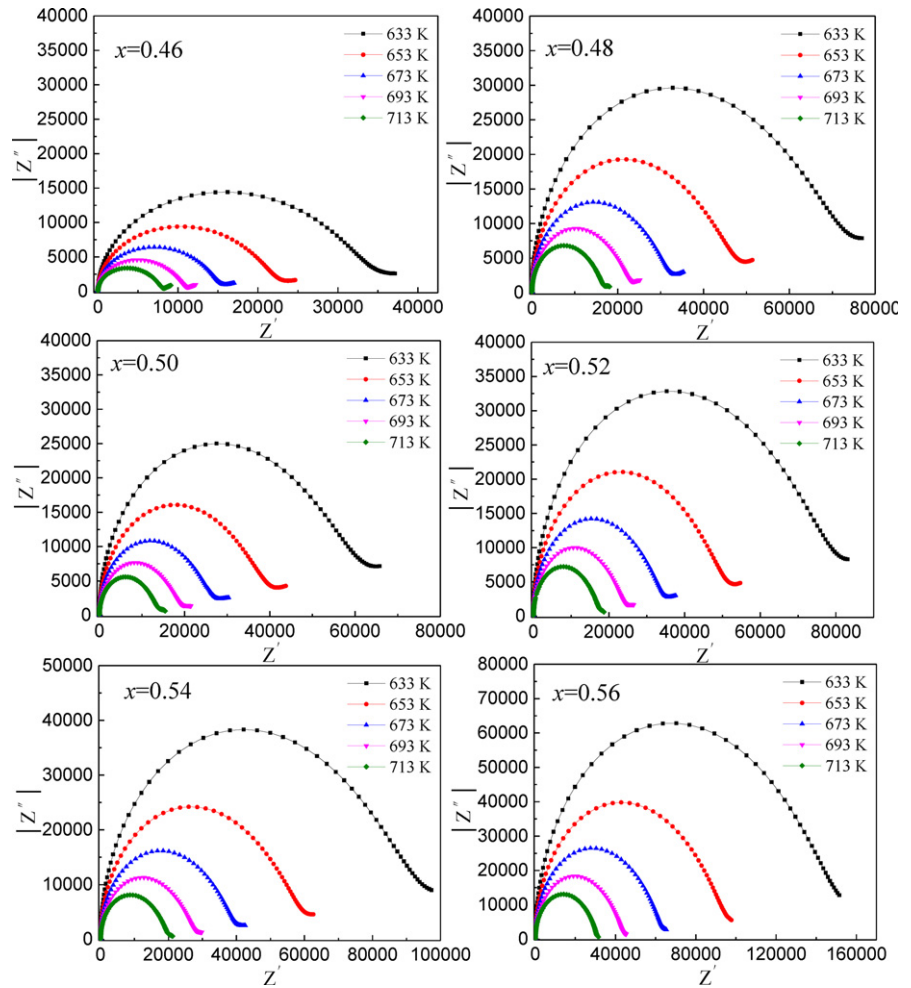 x=0.46
633 K
653 K
673 K
693 K
713 K
|Z″|
40000
35000
30000
25000
20000
15000
10000
5000
0
0 10000 20000 30000 40000
Z′
x=0.48
633 K
653 K
673 K
693 K
713 K
|Z″|
40000
35000
30000
25000
20000
15000
10000
5000
0
0 20000 40000 60000 80000
Z′
x=0.50
633 K
653 K
673 K
693 K
713 K
|Z″|
40000
35000
30000
25000
20000
15000
10000
5000
0
0 20000 40000 60000 80000
Z′
x=0.52
633 K
653 K
673 K
693 K
713 K
|Z″|
40000
35000
30000
25000
20000
15000
10000
5000
0
0 20000 40000 60000 80000
Z′
x=0.54
633 K
653 K
673 K
693 K
713 K
|Z″|
50000
40000
30000
20000
10000
0
0 20000 40000 60000 80000 100000
Z′
x=0.56
633 K
653 K
673 K
693 K
713 K
|Z″|
80000
70000
60000
50000
40000
30000
20000
10000
0
0 40000 80000 120000 160000
Z′